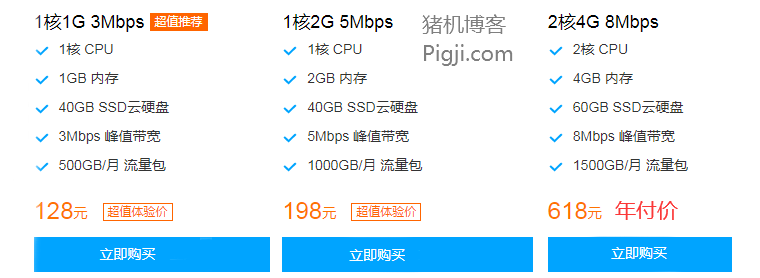 1核1G 3Mbps 超值推荐
1核 CPU
1GB 内存
40GB SSD云硬盘
3Mbps 峰值带宽
500GB/月 流量包
128元 超值体验价
立即购买
1核2G 5Mbps
1核 CPU
2GB 内存
40GB SSD云硬盘
5Mbps 峰值带宽
1000GB/月 流量包
198元 超值体验价
立即购买
猪机博客
Pigji.com
2核4G 8Mbps
2核 CPU
4GB 内存
60GB SSD云硬盘
8Mbps 峰值带宽
1500GB/月 流量包
618元 年付价
立即购买